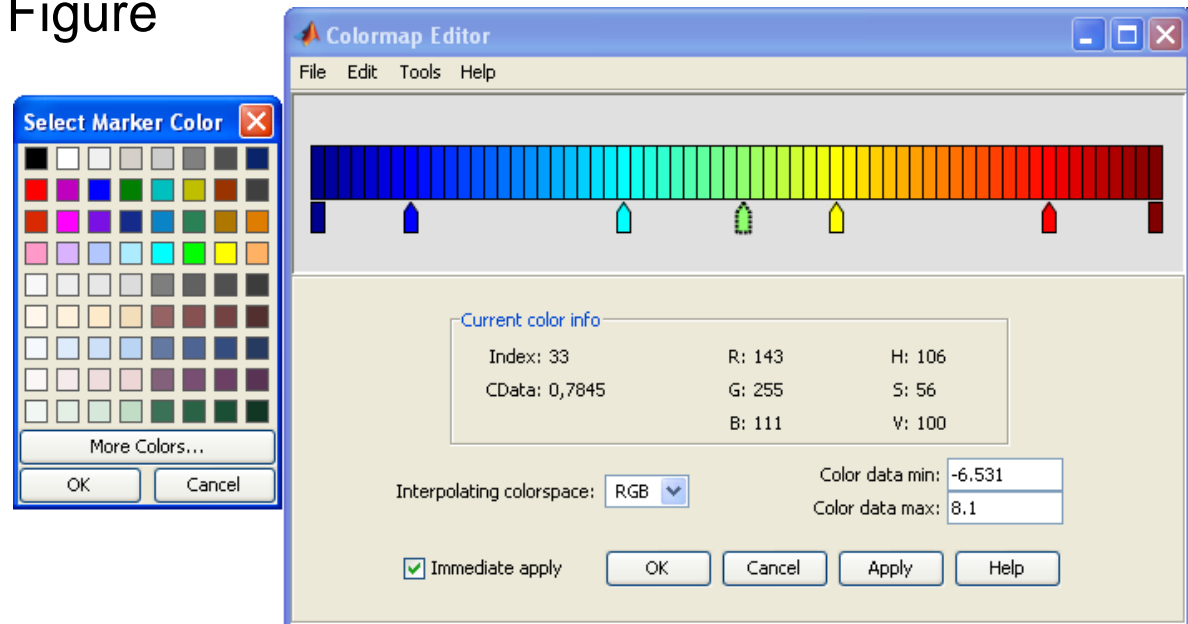 Figure
Select Marker Color
More Colors...
OK Cancel
Colormap Editor
File Edit Tools Help
Current color info
Index: 33 R: 143 H: 106
CData: 0,7845 G: 255 S: 56
B: 111 V: 100
Interpolating colorspace: RGB
Color data min: -6.531
Color data max: 8.1
Immediate apply OK Cancel Apply Help